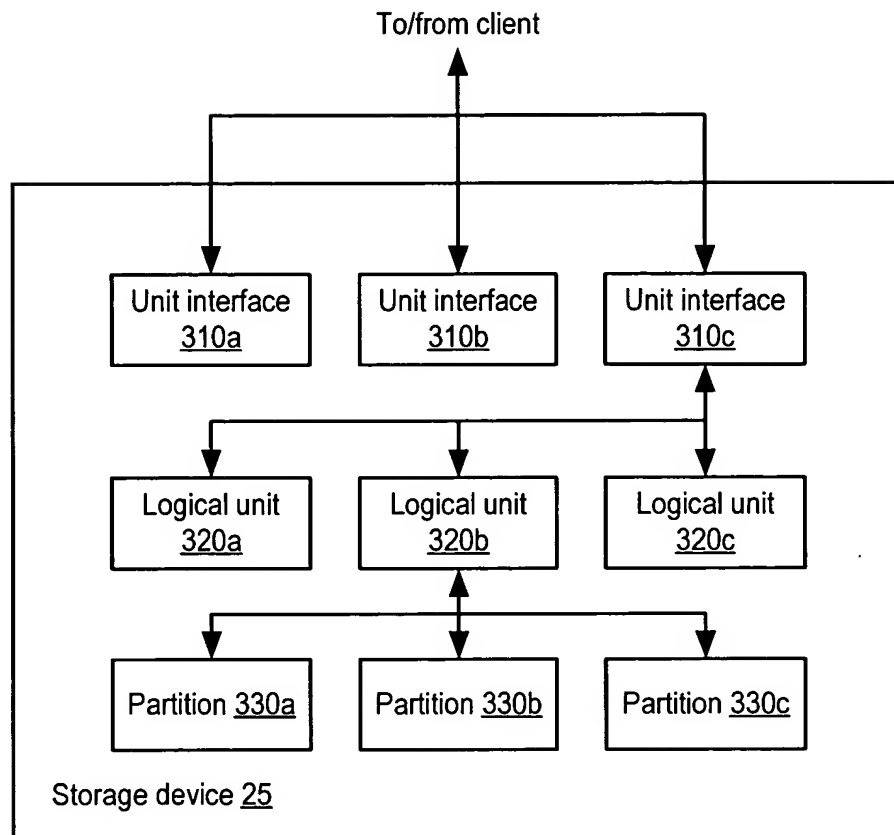 To/from client
Unit interface
310a
Unit interface
310b
Unit interface
310c
Logical unit
320a
Logical unit
320b
Logical unit
320c
Partition 330a
Partition 330b
Partition 330c
Storage device 25